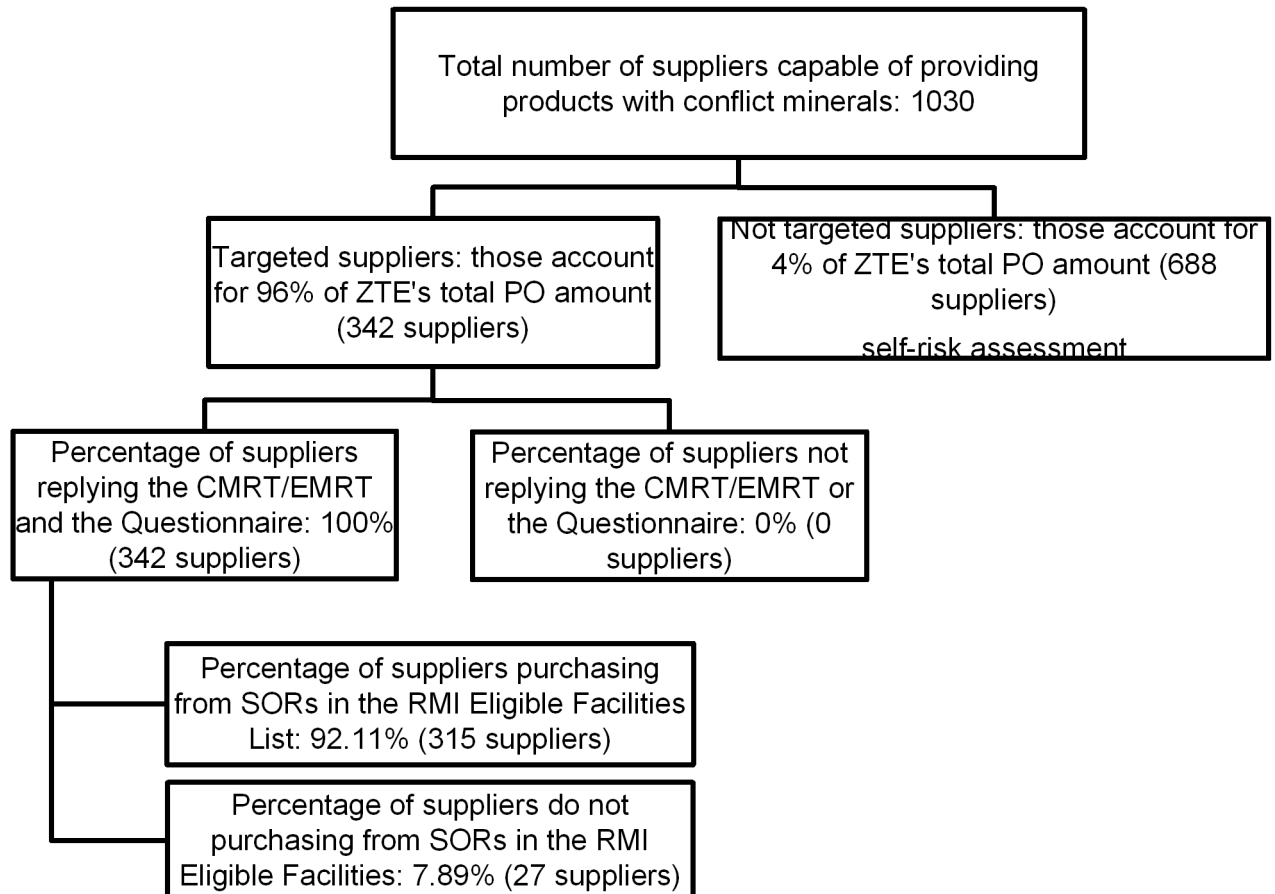 Total number of suppliers capable of providing
products with conflict minerals: 1030
Targeted suppliers: those account
for 96% of ZTE's total PO amount
(342 suppliers)
Not targeted suppliers: those account for
4% of ZTE's total PO amount (688
suppliers)
self-risk assessment
Percentage of suppliers
replying the CMRT/EMRT
and the Questionnaire: 100%
(342 suppliers)
Percentage of suppliers not
replying the CMRT/EMRT or
the Questionnaire: 0% (0
suppliers)
Percentage of suppliers purchasing
from SORs in the RMI Eligible Facilities
List: 92.11% (315 suppliers)
Percentage of suppliers do not
purchasing from SORs in the RMI
Eligible Facilities: 7.89% (27 suppliers)